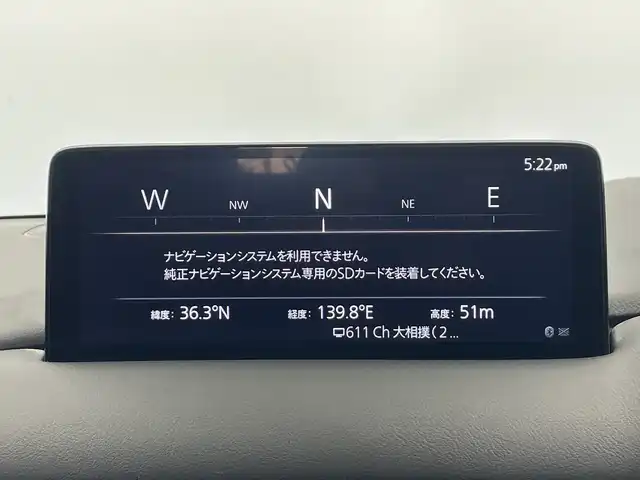 5:22pm
W NW N NE E
ナビゲーションシステムを利用できません。
純正ナビゲーションシステム専用のSDカードを装着してください。
緯度: 36.3°N 経度: 139.8°E 高度: 51m
611 Ch 大相撲(2...